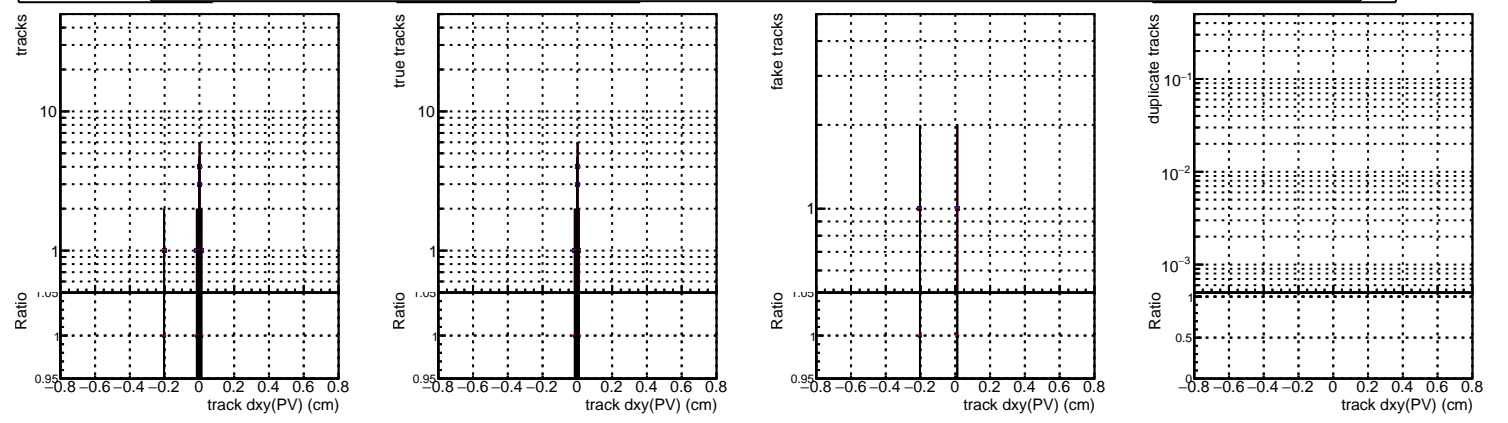 tracks
10
1
Ratio
1.05
1
0.95
−0.8 −0.6 −0.4 −0.2 0 0.2 0.4 0.6 0.8
track dxy(PV) (cm)
true tracks
10
1
Ratio
1.05
1
0.95
−0.8 −0.6 −0.4 −0.2 0 0.2 0.4 0.6 0.8
track dxy(PV) (cm)
fake tracks
1
Ratio
1.05
1
0.95
−0.8 −0.6 −0.4 −0.2 0 0.2 0.4 0.6 0.8
track dxy(PV) (cm)
duplicate tracks
10⁻¹
10⁻²
10⁻³
Ratio
1
0.5
0
−0.8 −0.6 −0.4 −0.2 0 0.2 0.4 0.6 0.8
track dxy(PV) (cm)